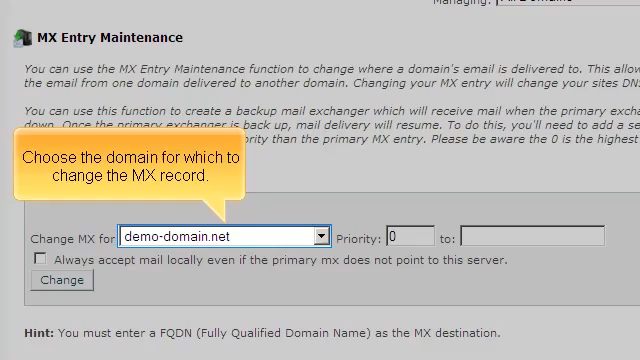 Managing:
MX Entry Maintenance
You can use the MX Entry Maintenance function to change where a domain's email is delivered to. This allow
the email from one domain delivered to another domain. Changing your MX entry will change your sites DNS
You can use this function to create a backup mail exchanger which will receive mail when the primary excha
down. Once the primary exchanger is back up, mail delivery will resume. To do this, you'll need to add a se
than the primary MX entry. Please be aware the 0 is the highest
Choose the domain for which to
change the MX record.
Change MX for demo-domain.net Priority: 0 to:
Always accept mail locally even if the primary mx does not point to this server.
Change
Hint: You must enter a FQDN (Fully Qualified Domain Name) as the MX destination.